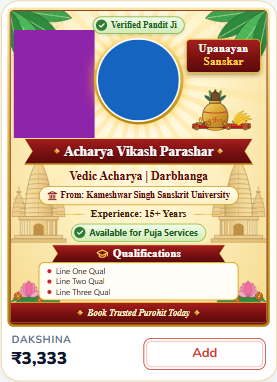 Verified Pandit Ji
Upanayan
Sanskar
Acharya Vikash Parashar
Vedic Acharya | Darbhanga
From: Kameshwar Singh Sanskrit University
Experience: 15+ Years
Available for Puja Services
Qualifications
Line One Qual
Line Two Qual
Line Three Qual
Book Trusted Purohit Today
DAKSHINA
₹3,333
Add